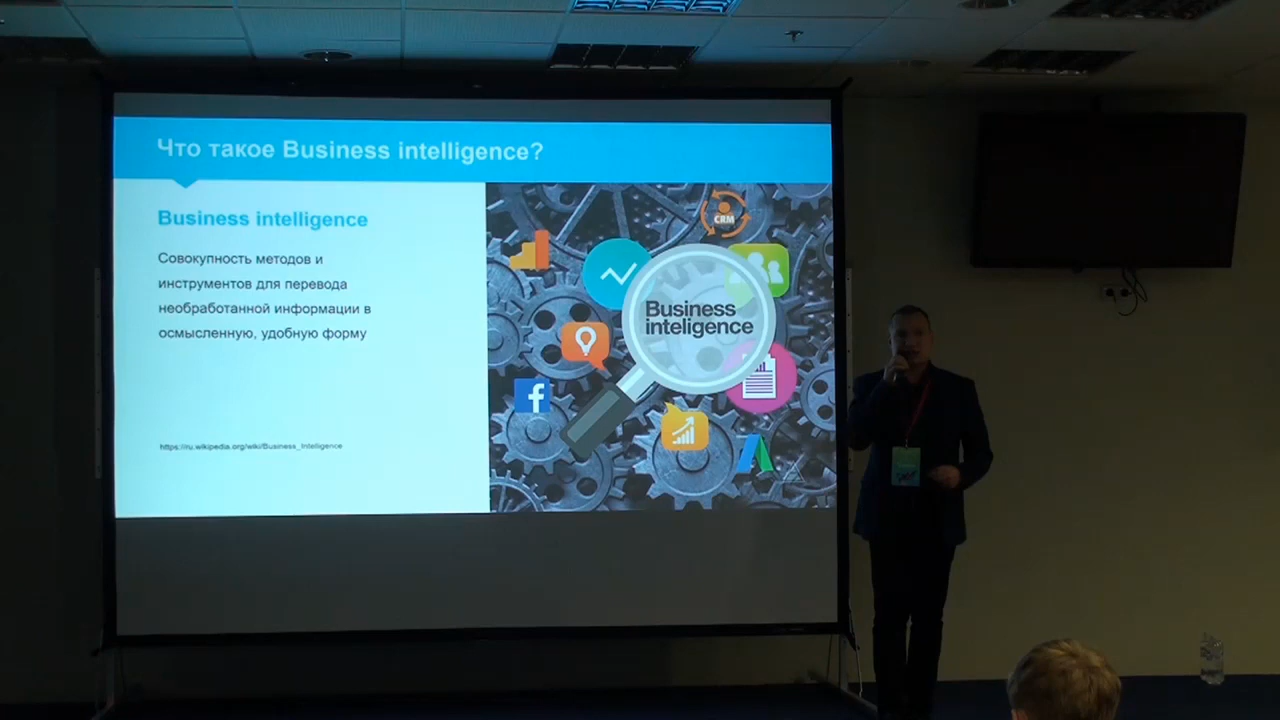 Что такое Business intelligence?
Business intelligence
Совокупность методов и
инструментов для перевода
необработанной информации в
осмысленную, удобную форму
https://ru.wikipedia.org/wiki/Business_Intelligence
CRM
Business
inteligence
f